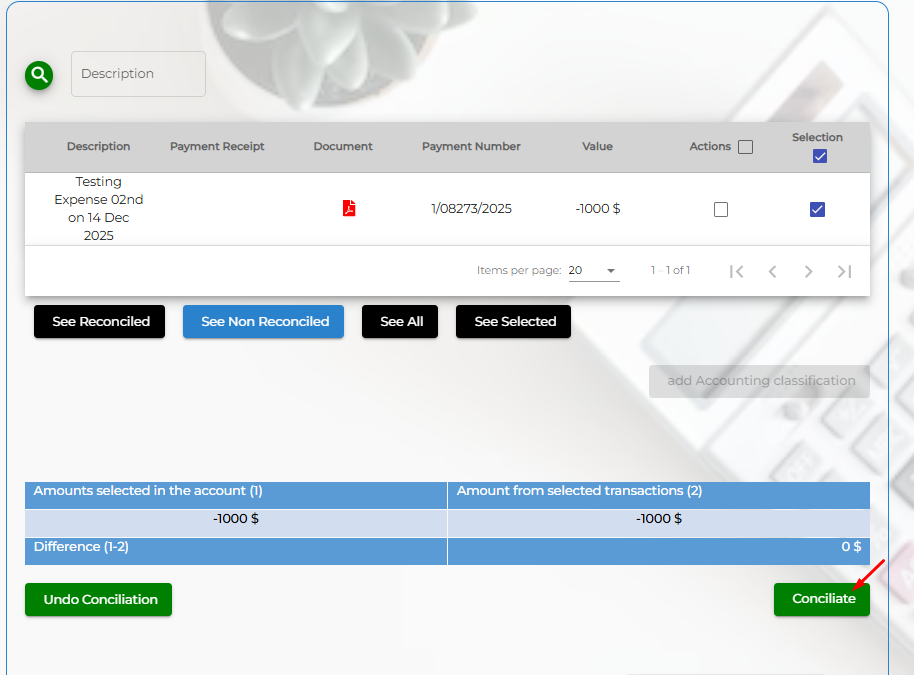 Description
Description Payment Receipt Document Payment Number Value Actions Selection
Testing
Expense 02nd
on 14 Dec
2025
1/08273/2025 -1000 $
Items per page: 20 1 – 1 of 1
See Reconciled See Non Reconciled See All See Selected
add Accounting classification
Amounts selected in the account (1) Amount from selected transactions (2)
-1000 $ -1000 $
Difference (1-2) 0 $
Undo Conciliation Conciliate